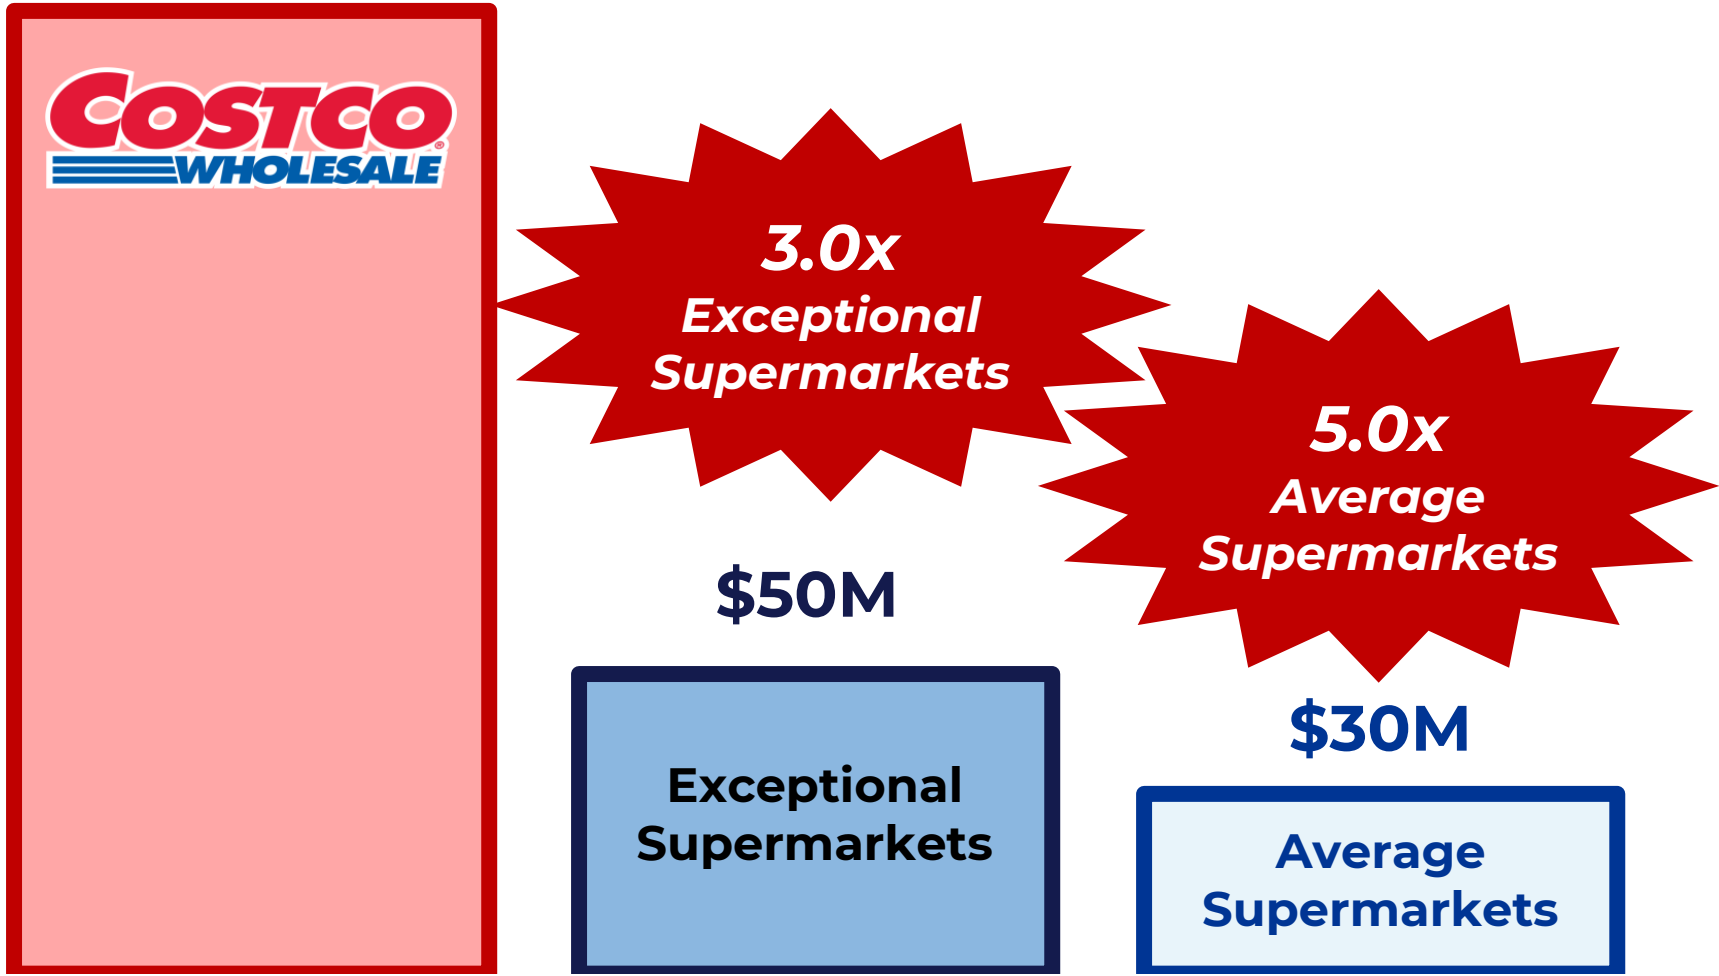 COSTCO
WHOLESALE
3.0x
Exceptional
Supermarkets
5.0x
Average
Supermarkets
$50M
$30M
Exceptional
Supermarkets
Average
Supermarkets